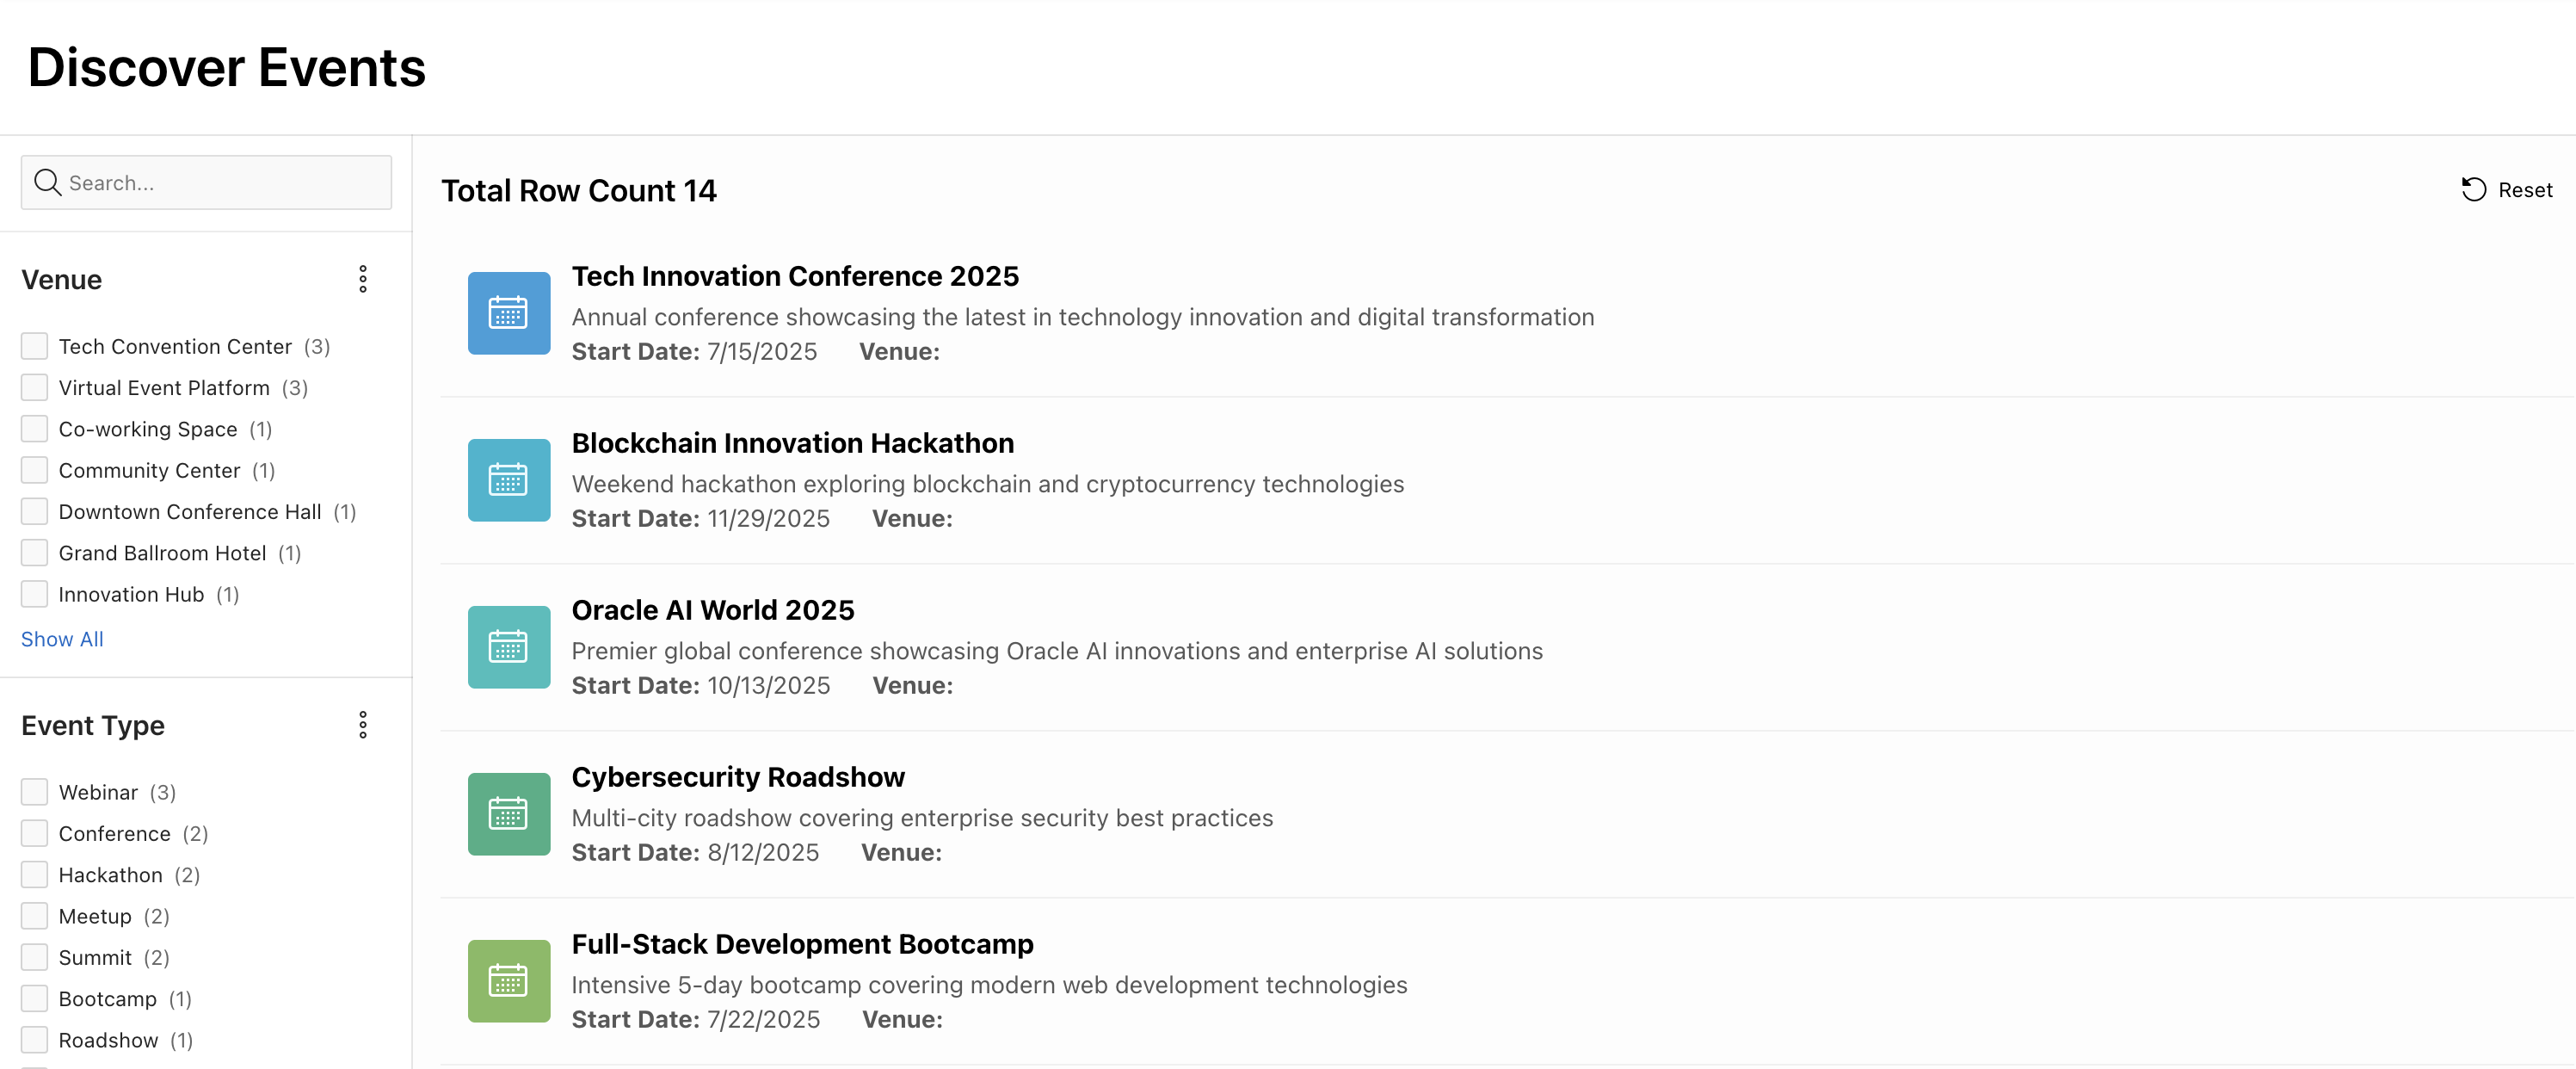 Discover Events
Search...
Venue
Tech Convention Center (3)
Virtual Event Platform (3)
Co-working Space (1)
Community Center (1)
Downtown Conference Hall (1)
Grand Ballroom Hotel (1)
Innovation Hub (1)
Show All
Event Type
Webinar (3)
Conference (2)
Hackathon (2)
Meetup (2)
Summit (2)
Bootcamp (1)
Roadshow (1)
Total Row Count 14
Reset
Tech Innovation Conference 2025
Annual conference showcasing the latest in technology innovation and digital transformation
Start Date: 7/15/2025 Venue:
Blockchain Innovation Hackathon
Weekend hackathon exploring blockchain and cryptocurrency technologies
Start Date: 11/29/2025 Venue:
Oracle AI World 2025
Premier global conference showcasing Oracle AI innovations and enterprise AI solutions
Start Date: 10/13/2025 Venue:
Cybersecurity Roadshow
Multi-city roadshow covering enterprise security best practices
Start Date: 8/12/2025 Venue:
Full-Stack Development Bootcamp
Intensive 5-day bootcamp covering modern web development technologies
Start Date: 7/22/2025 Venue: